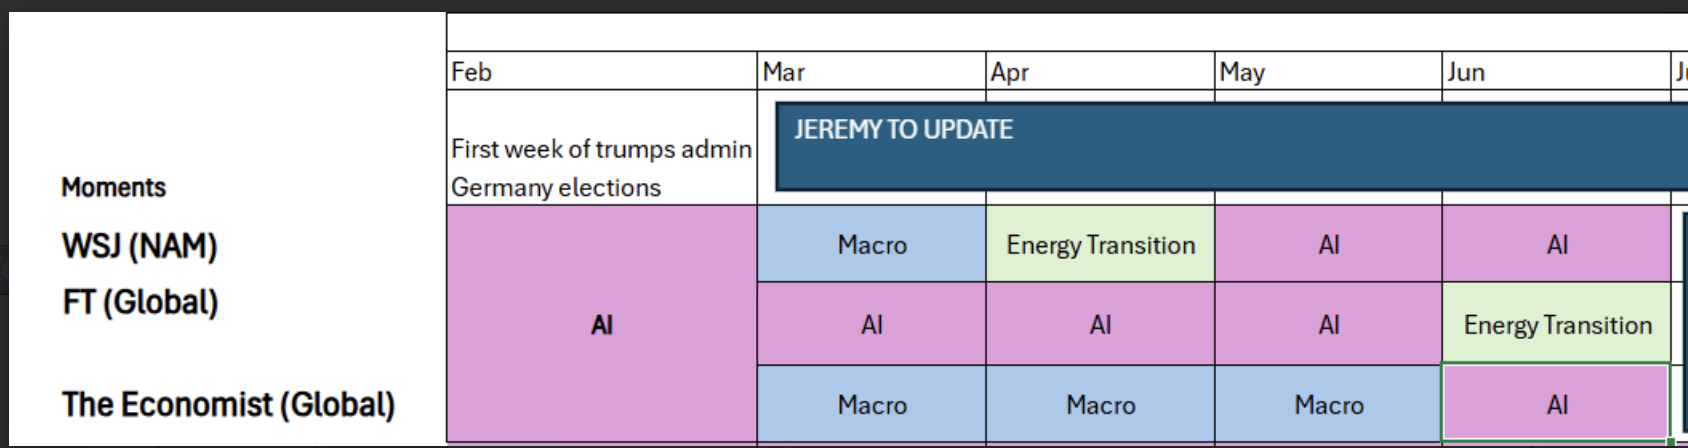 Feb Mar Apr May Jun
JEREMY TO UPDATE
First week of trumps admin
Moments Germany elections
WSJ (NAM) Macro Energy Transition AI AI
FT (Global)
AI AI AI AI Energy Transition
The Economist (Global) Macro Macro Macro AI